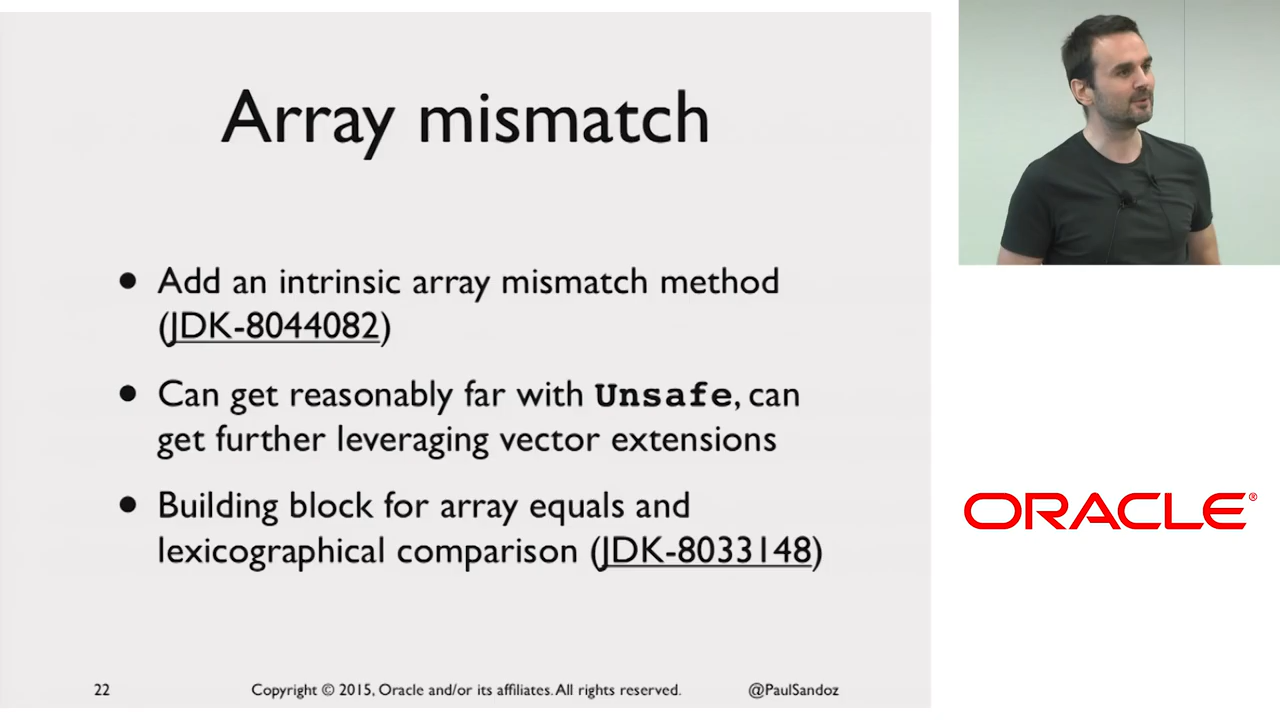 Array mismatch
• Add an intrinsic array mismatch method
(JDK-8044082)
• Can get reasonably far with Unsafe, can
get further leveraging vector extensions
• Building block for array equals and
lexicographical comparison (JDK-8033148)
22 Copyright © 2015, Oracle and/or its affiliates. All rights reserved. @PaulSandoz
ORACLE®